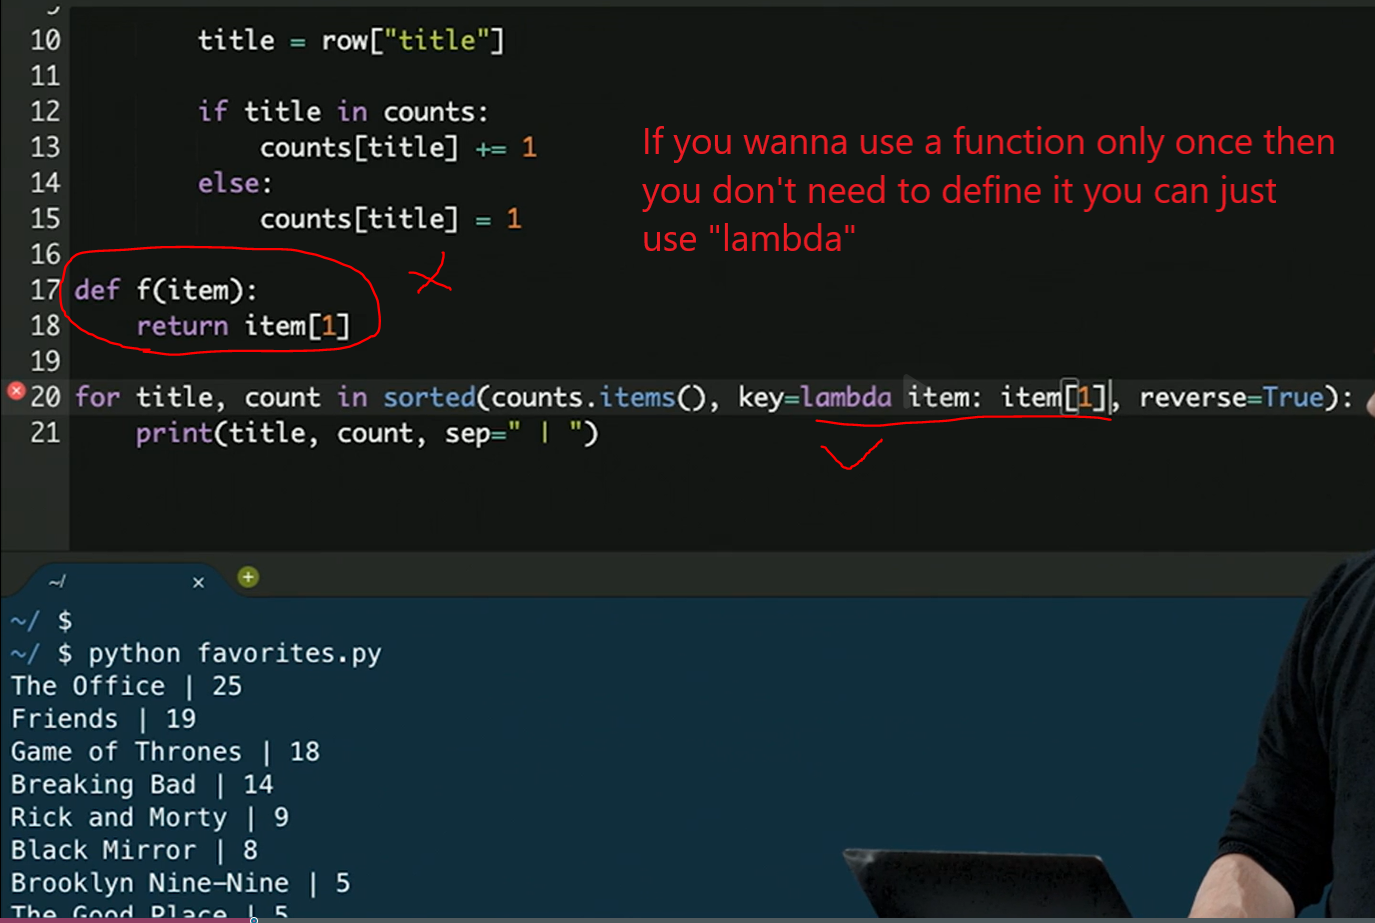 10 title = row["title"]
11
12 if title in counts:
13 counts[title] += 1
14 else:
15 counts[title] = 1
16
17 def f(item):
18 return item[1]
19
20 for title, count in sorted(counts.items(), key=lambda item: item[1], reverse=True):
21 print(title, count, sep=" | ")
If you wanna use a function only once then
you don't need to define it you can just
use "lambda"
~/
~/ $
~/ $ python favorites.py
The Office | 25
Friends | 19
Game of Thrones | 18
Breaking Bad | 14
Rick and Morty | 9
Black Mirror | 8
Brooklyn Nine-Nine | 5
The Good Place | 5